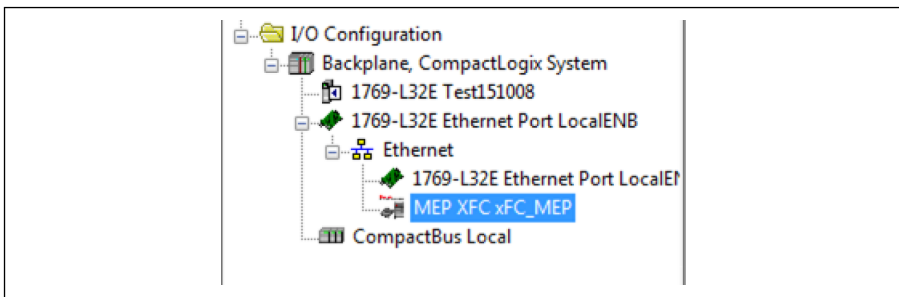 I/O Configuration
Backplane, CompactLogix System
1769-L32E Test151008
1769-L32E Ethernet Port LocalENB
Ethernet
1769-L32E Ethernet Port LocalEN
MEP XFC xFC_MEP
CompactBus Local